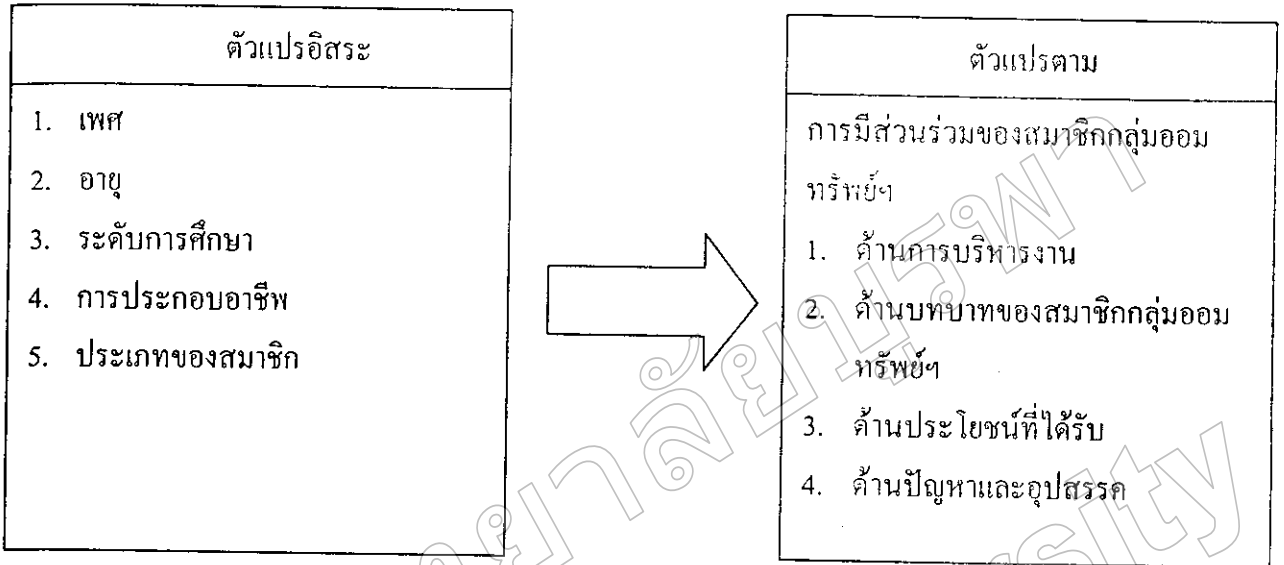 ตัวแปรอิสระ
1. เพศ
2. อายุ
3. ระดับการศึกษา
4. การประกอบอาชีพ
5. ประเภทของสมาชิก
ตัวแปรตาม
การมีส่วนร่วมของสมาชิกกลุ่มออม
ทรัพย์ฯ
1. ด้านการบริหารงาน
2. ด้านบทบาทของสมาชิกกลุ่มออม
ทรัพย์ฯ
3. ด้านประโยชน์ที่ได้รับ
4. ด้านปัญหาและอุปสรรค